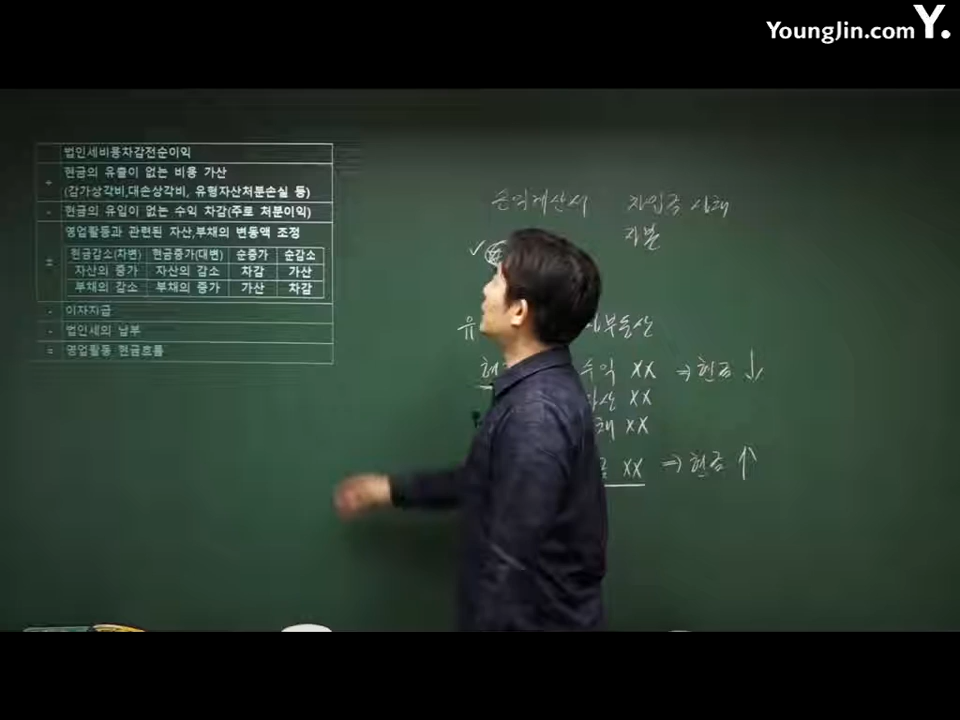 YoungJin.com Y.
법인세비용차감전순이익
+ 현금의 유출이 없는 비용 가산
(감가상각비,대손상각비, 유형자산처분손실 등)
- 현금의 유입이 없는 수익 차감(주로 처분이익)
영업활동과 관련된 자산,부채의 변동액 조정
± 현금감소(차변) 현금증가(대변) 순증가 순감소
자산의 증가 자산의 감소 차감 가산
부채의 감소 부채의 증가 가산 차감
- 이자지급
- 법인세의 납부
= 영업활동 현금흐름
손익계산서 차입금 상환
✓
유 부동산
수익 XX ⇒ 현금 ↓
XX
XX
XX ⇒ 현금 ↑